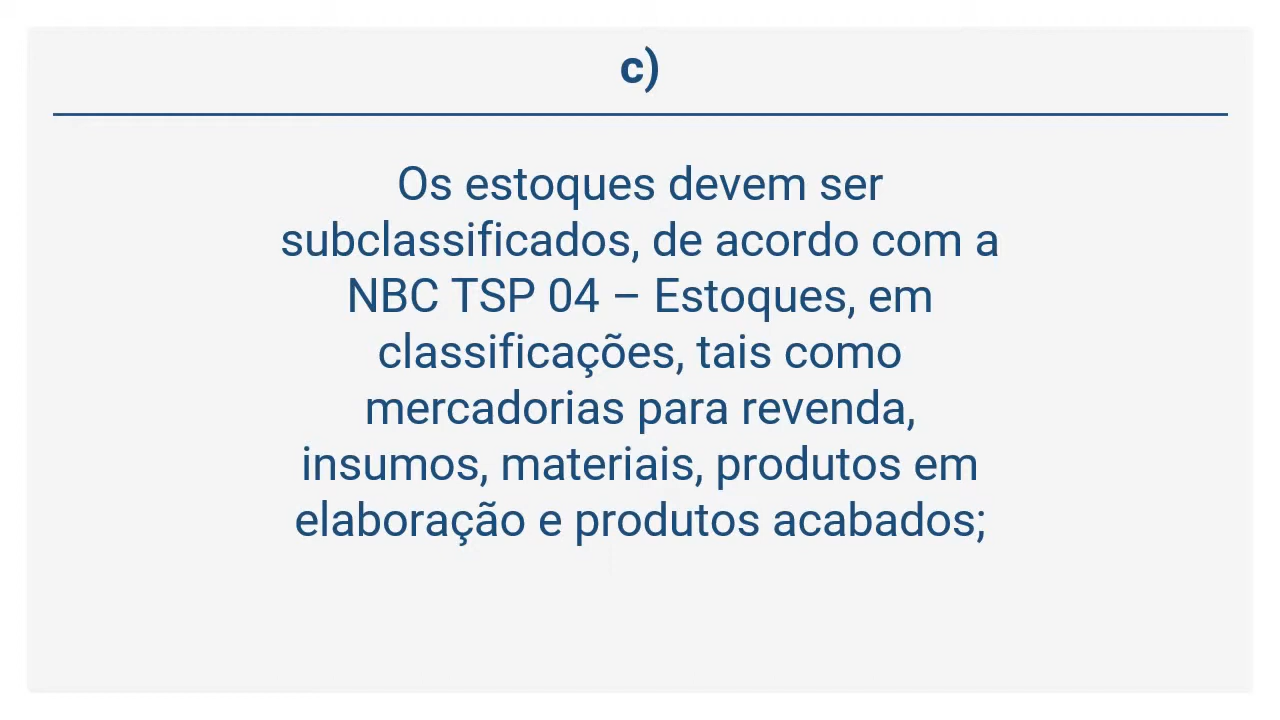 c)
Os estoques devem ser
subclassificados, de acordo com a
NBC TSP 04 – Estoques, em
classificações, tais como
mercadorias para revenda,
insumos, materiais, produtos em
elaboração e produtos acabados;